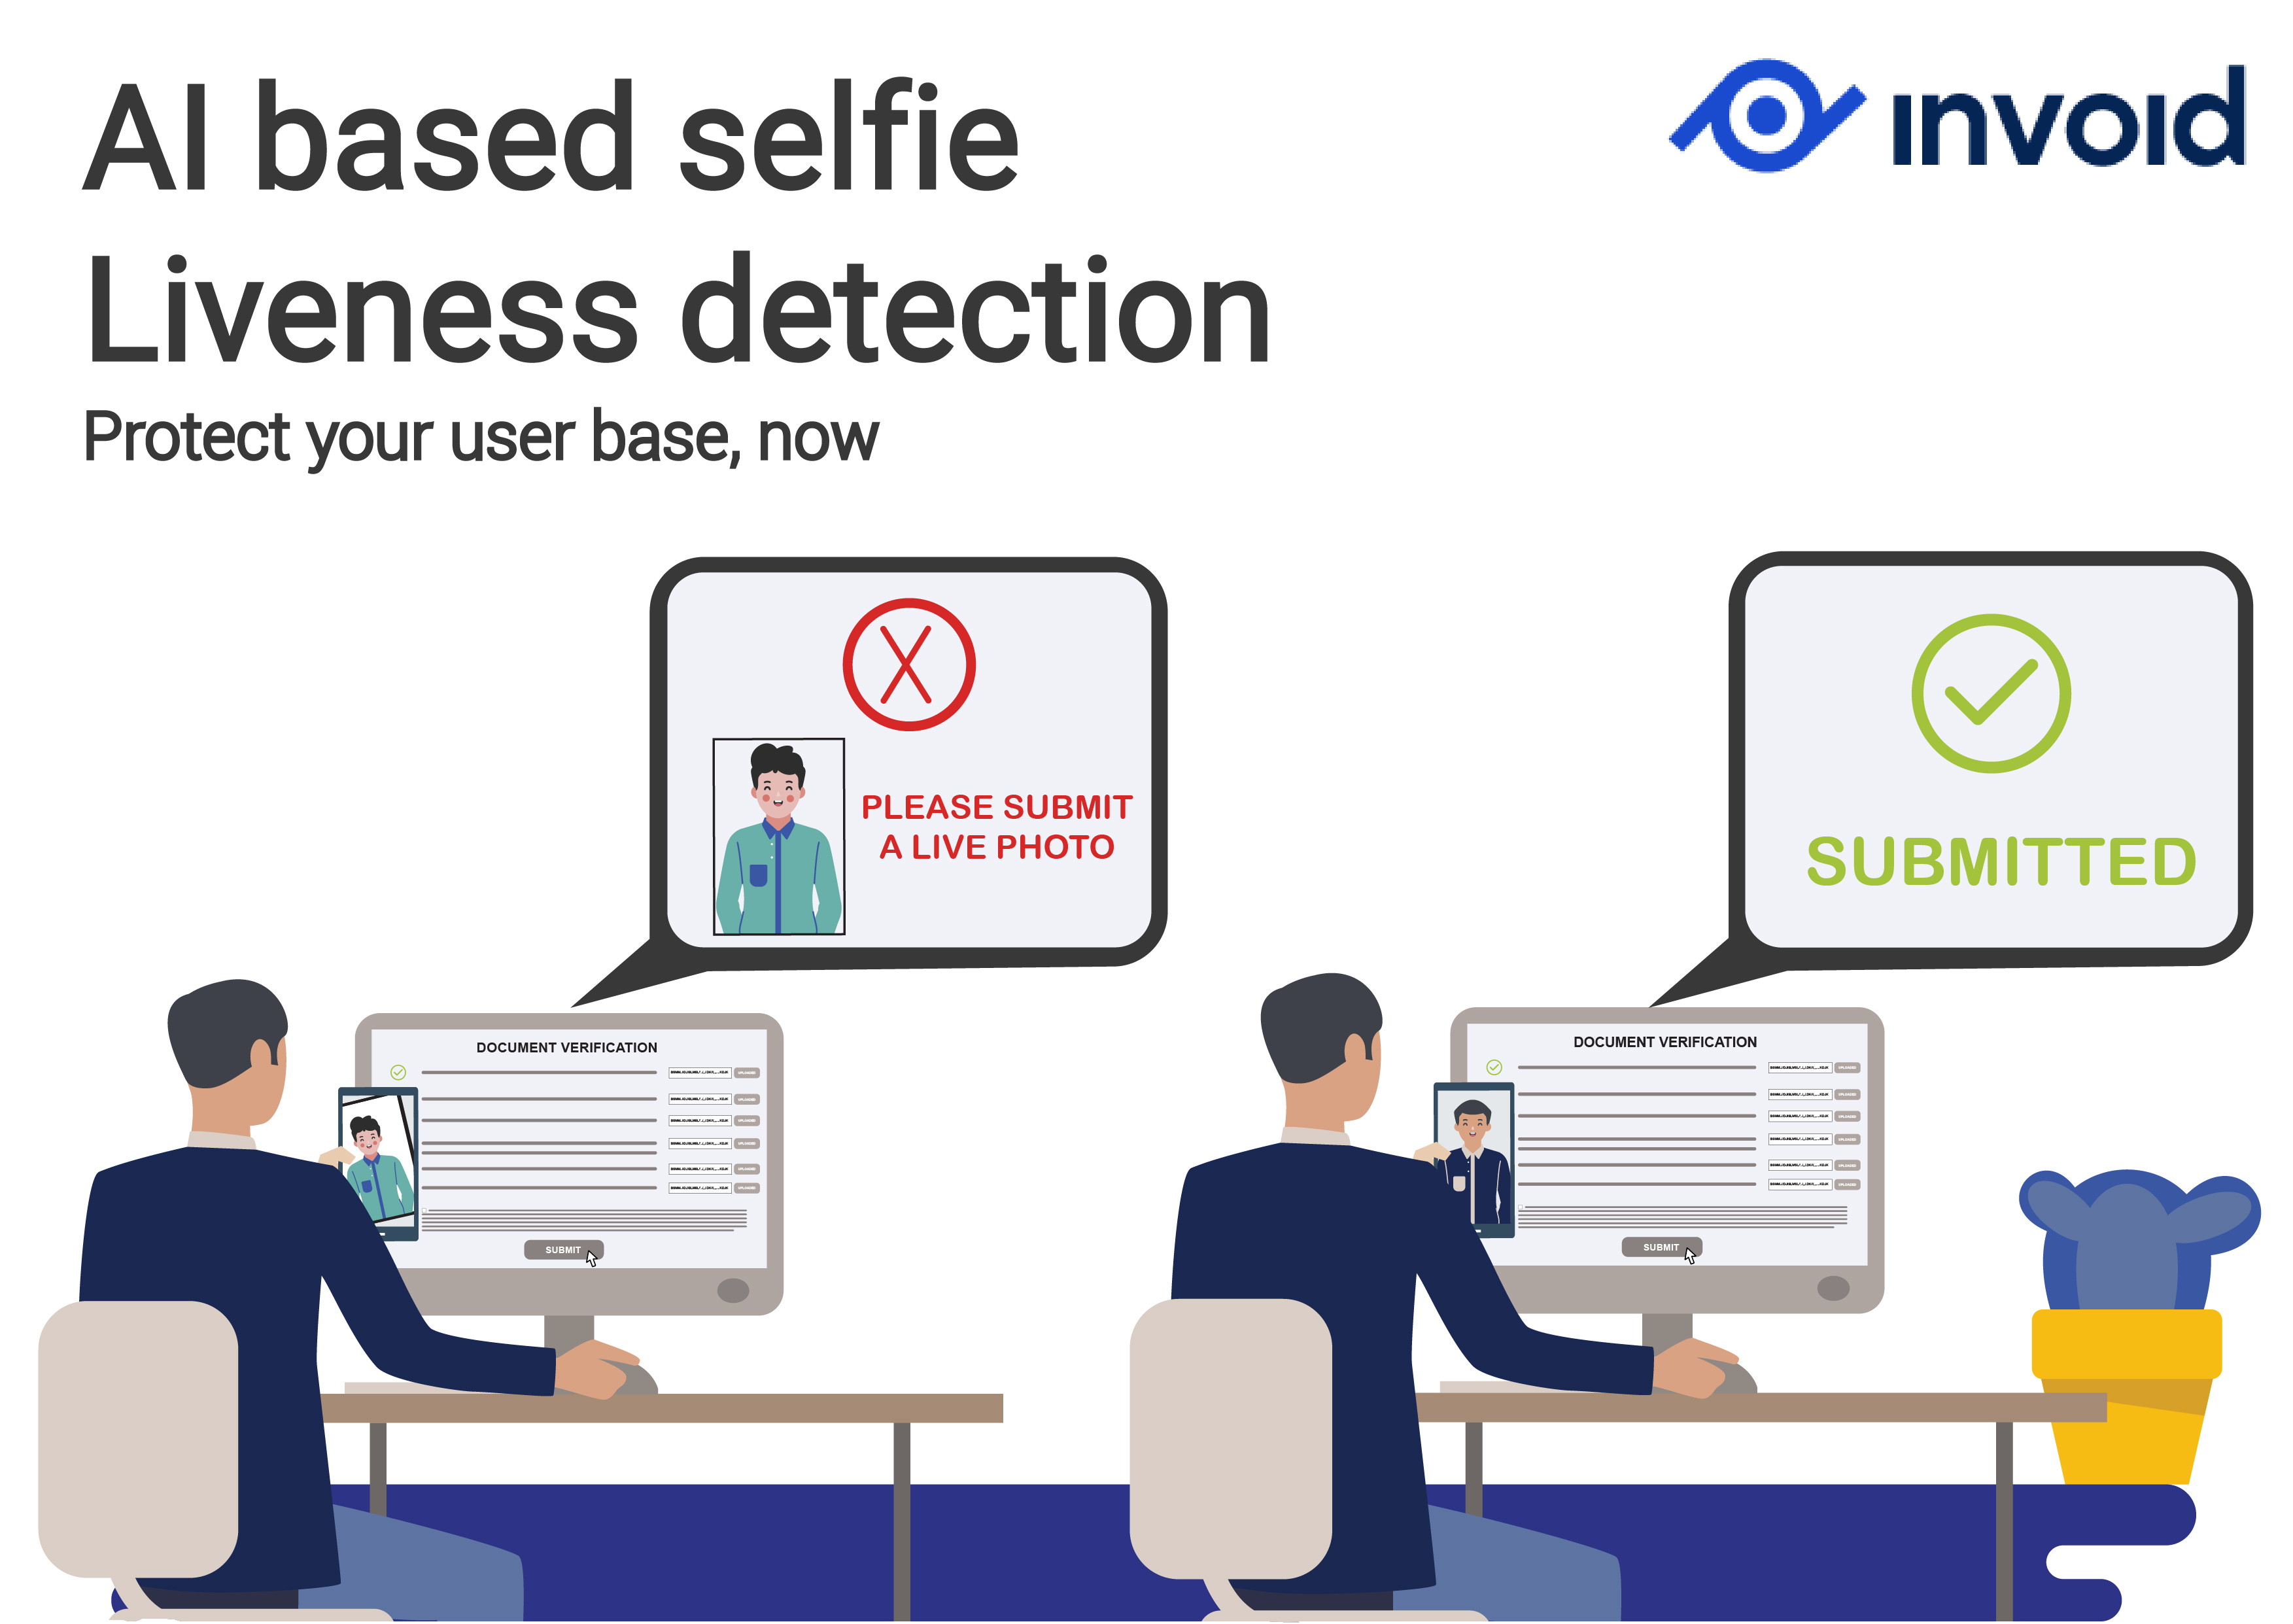 AI based selfie
invoid
Liveness detection
Protect your user base, now
X
PLEASE SUBMIT
A LIVE PHOTO
SUBMITTED
DOCUMENT VERIFICATION
SUBMIT
DOCUMENT VERIFICATION
SUBMIT